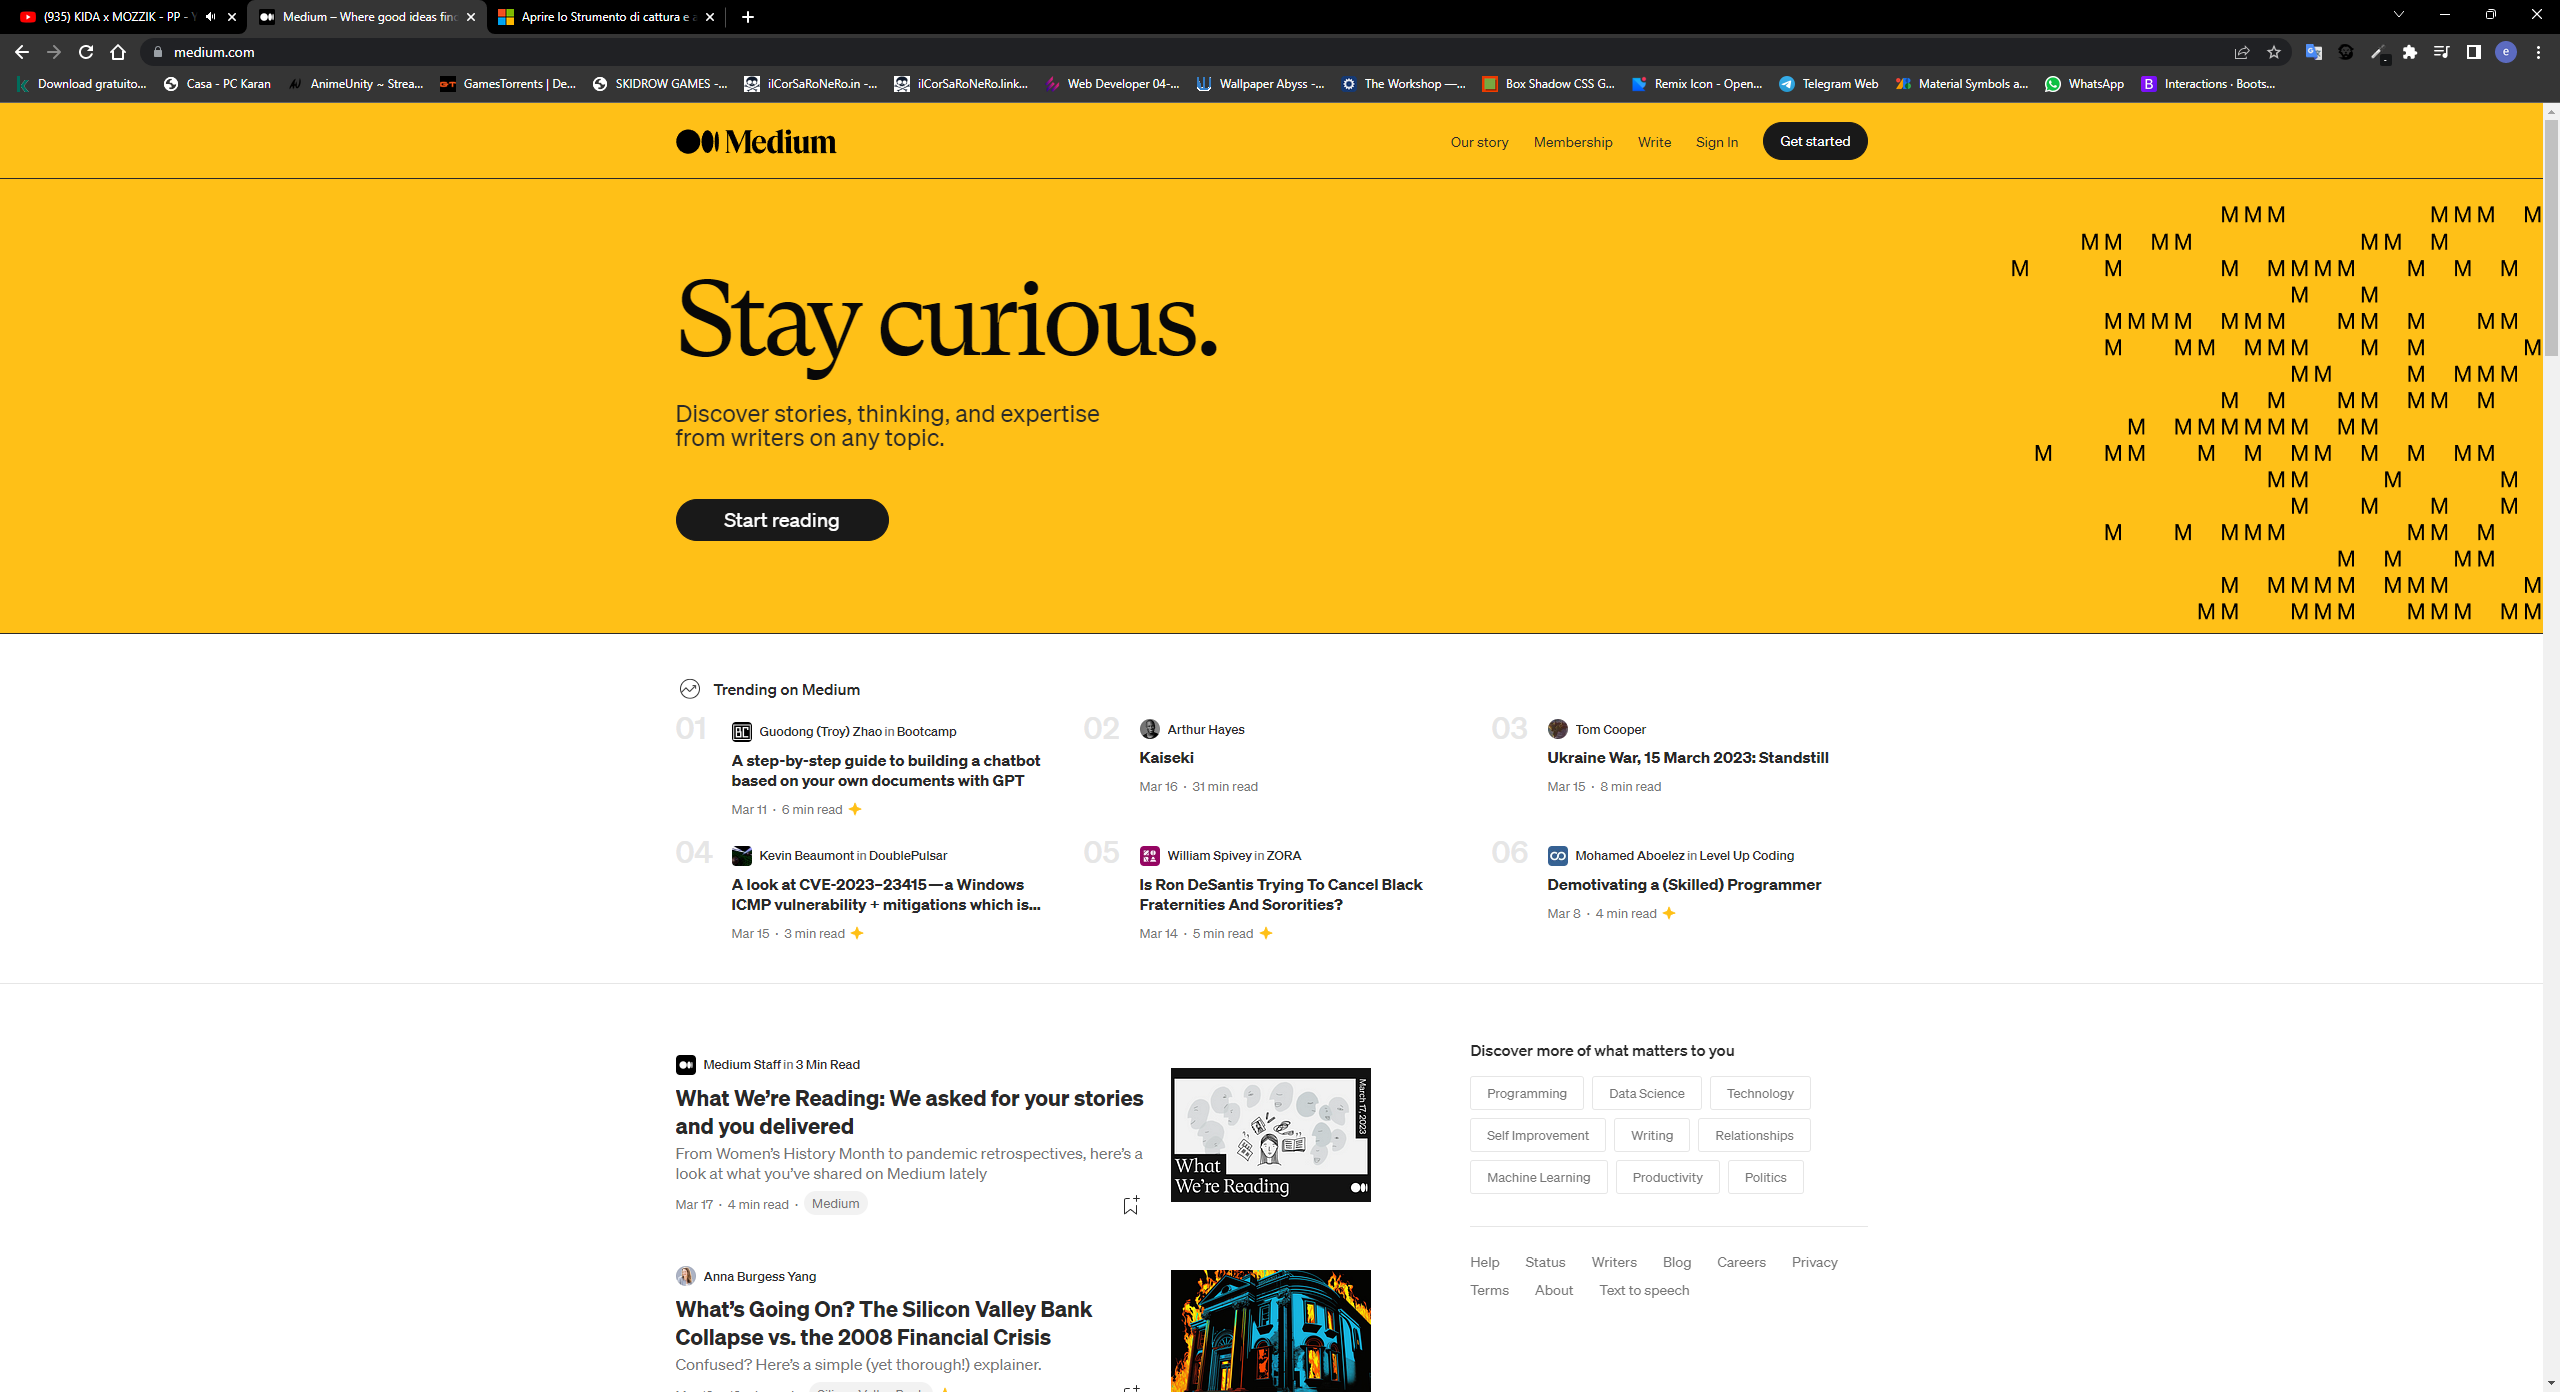 (935) KIDA x MOZZIK - PP -
Medium – Where good ideas fin
Aprire lo Strumento di cattura e a
medium.com
e
Download gratuito...
Casa - PC Karan
AnimeUnity ~ Strea...
GamesTorrents | De...
SKIDROW GAMES -...
ilCorSaRoNeRo.in -...
ilCorSaRoNeRo.link...
Web Developer 04-...
Wallpaper Abyss -...
The Workshop —...
Box Shadow CSS G...
Remix Icon - Open...
Telegram Web
Material Symbols a...
WhatsApp
Interactions · Boots...
Medium
Our story
Membership
Write
Sign In
Get started
Stay curious.
Discover stories, thinking, and expertise
from writers on any topic.
Start reading
M M M M M M M
M M M M M M M
M M M M M M M M M M
M M
M M M M M M M M M M M M
M M M M M M M M M
M M M M M M
M M M M M M M
M M M M M M M M M
M M M M M M M M M M M
M M M M
M M M M
M M M M M M M M
M M M M
M M M M M M M M M
M M M M M M M M M M
Trending on Medium
01
Guodong (Troy) Zhao in Bootcamp
A step-by-step guide to building a chatbot
based on your own documents with GPT
Mar 11 · 6 min read
02
Arthur Hayes
Kaiseki
Mar 16 · 31 min read
03
Tom Cooper
Ukraine War, 15 March 2023: Standstill
Mar 15 · 8 min read
04
Kevin Beaumont in DoublePulsar
A look at CVE-2023–23415 — a Windows
ICMP vulnerability + mitigations which is...
Mar 15 · 3 min read
05
William Spivey in ZORA
Is Ron DeSantis Trying To Cancel Black
Fraternities And Sororities?
Mar 14 · 5 min read
06
Mohamed Aboelez in Level Up Coding
Demotivating a (Skilled) Programmer
Mar 8 · 4 min read
Medium Staff in 3 Min Read
What We're Reading: We asked for your stories
and you delivered
From Women's History Month to pandemic retrospectives, here's a
look at what you've shared on Medium lately
Mar 17 · 4 min read · Medium
March 17, 2023
What
We're Reading
Anna Burgess Yang
What's Going On? The Silicon Valley Bank
Collapse vs. the 2008 Financial Crisis
Confused? Here's a simple (yet thorough!) explainer.
Discover more of what matters to you
Programming
Data Science
Technology
Self Improvement
Writing
Relationships
Machine Learning
Productivity
Politics
Help
Status
Writers
Blog
Careers
Privacy
Terms
About
Text to speech